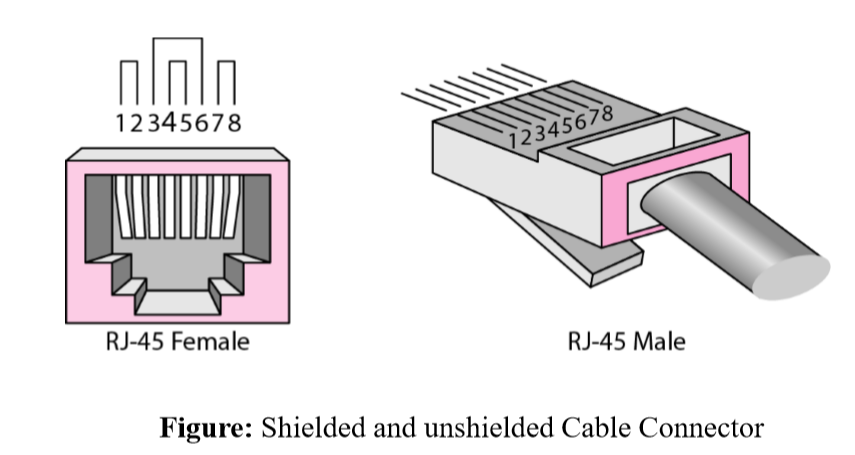 12345678
12345678
RJ-45 Female
RJ-45 Male
Figure: Shielded and unshielded Cable Connector